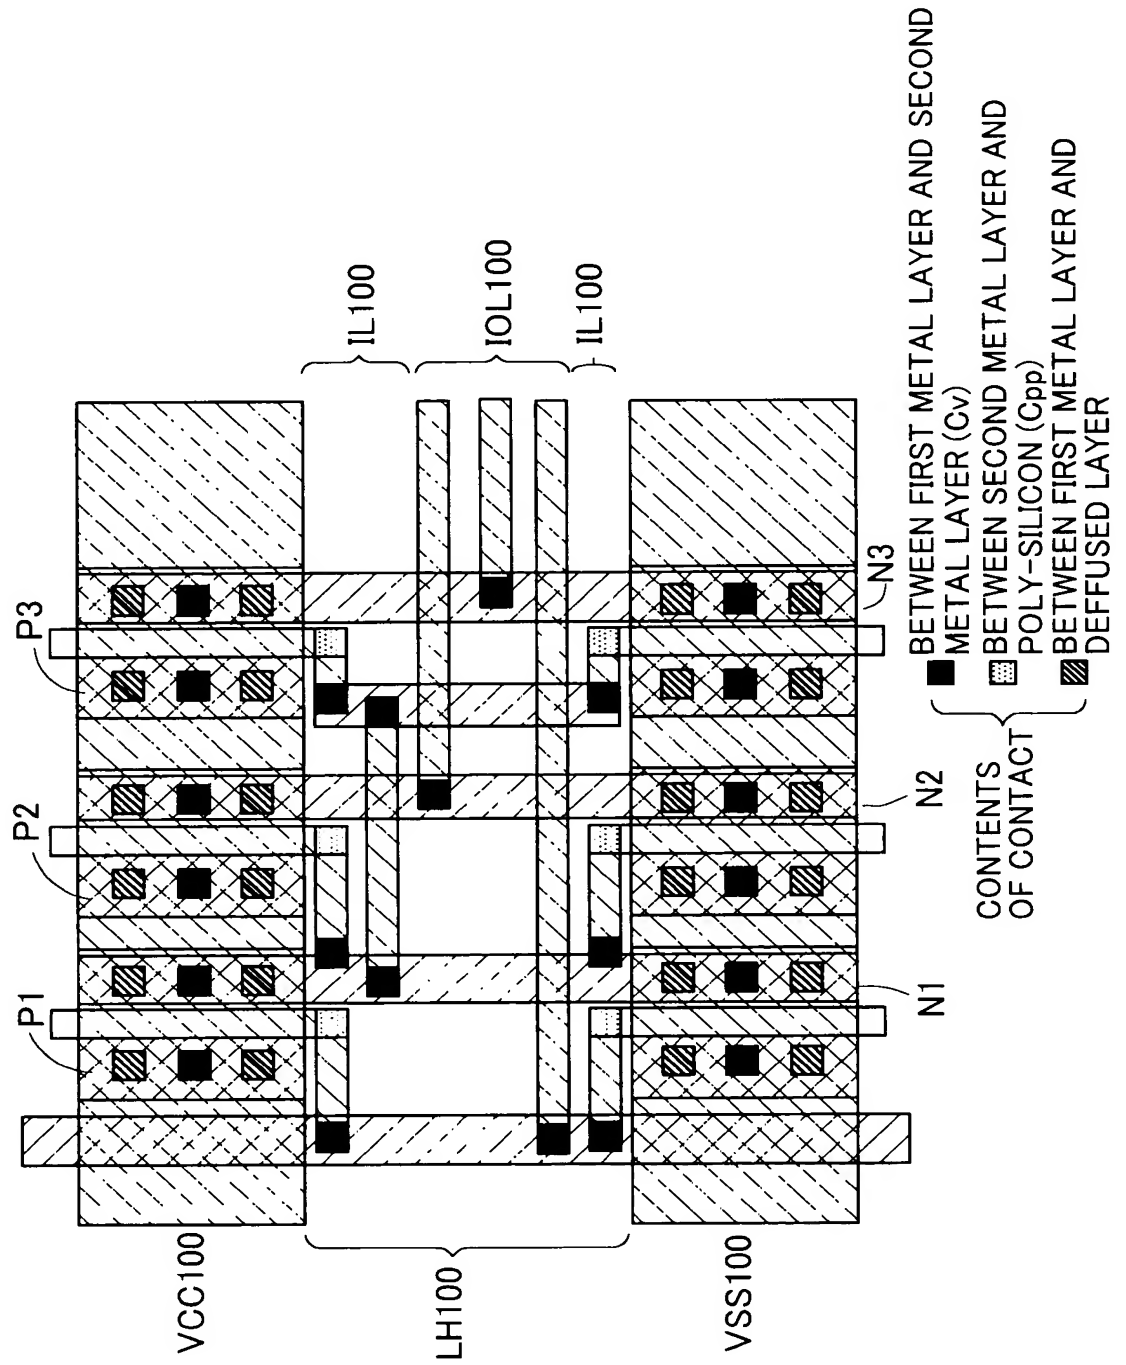 P1
P2
P3
VCC100
LH100
VSS100
IL100
IOL100
IL100
N1
N2
N3
CONTENTS
OF CONTACT
BETWEEN FIRST METAL LAYER AND SECOND
METAL LAYER (Cv)
BETWEEN SECOND METAL LAYER AND
POLY-SILICON (Cpp)
BETWEEN FIRST METAL LAYER AND
DEFFUSED LAYER